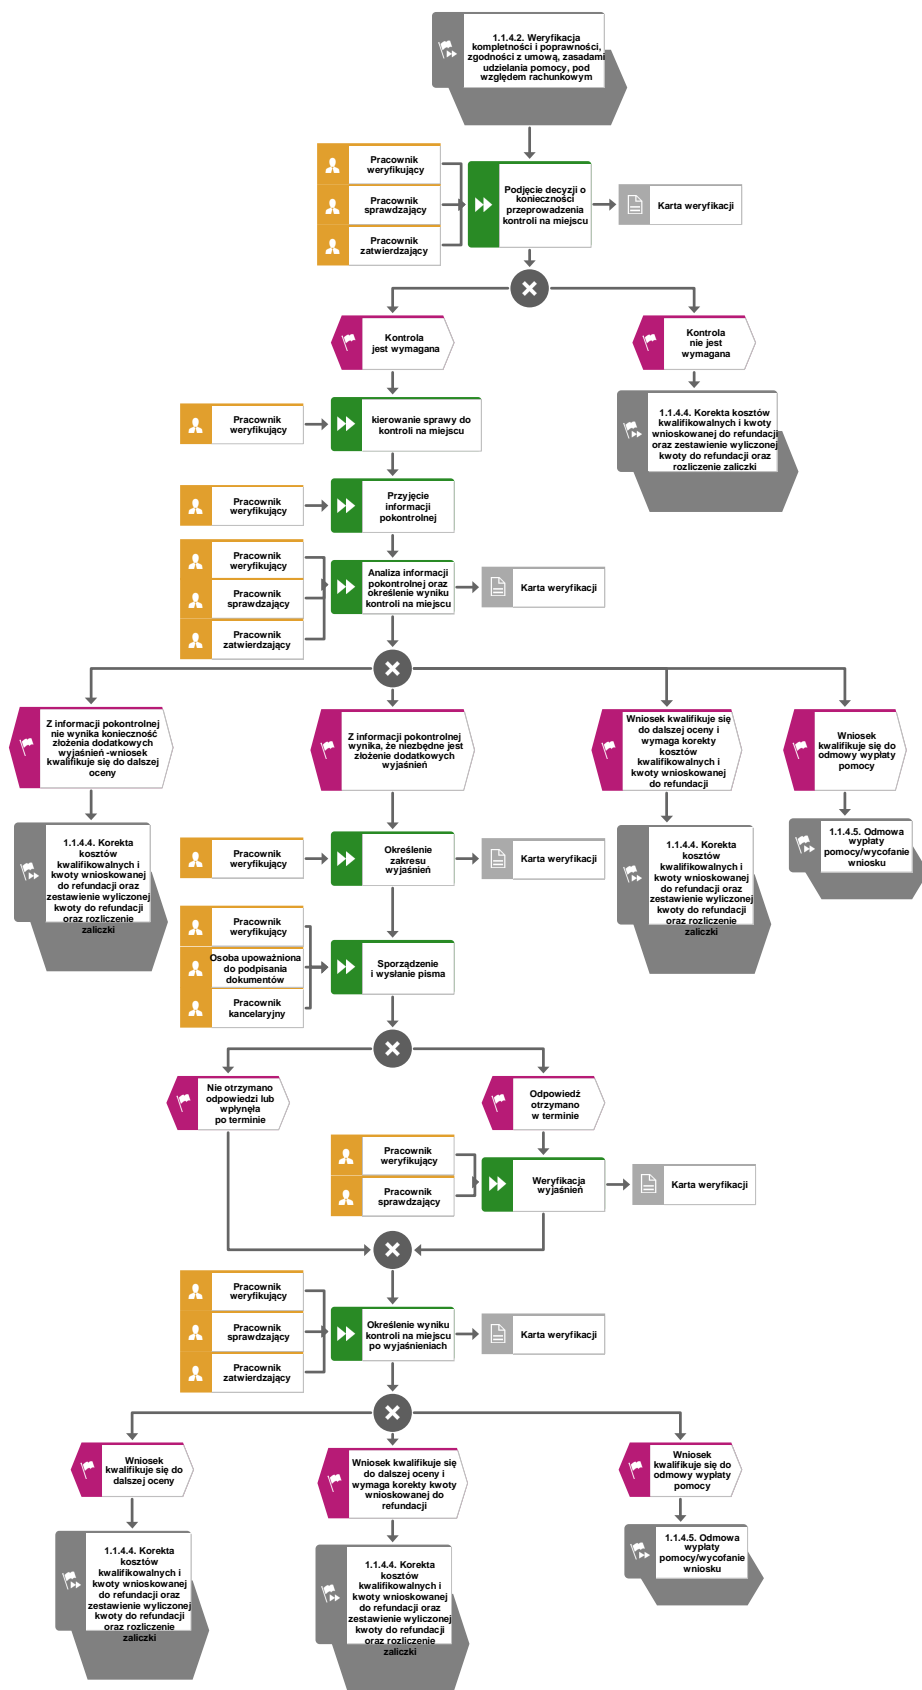 1.1.4.2. Weryfikacja
kompletności i poprawności,
zgodności z umową, zasadami
udzielania pomocy, pod
względem rachunkowym
Pracownik
weryfikujący
Pracownik
sprawdzający
Pracownik
zatwierdzający
Podjęcie decyzji o
konieczności
przeprowadzenia
kontroli na miejscu
Karta weryfikacji
Kontrola
jest wymagana
Kontrola
nie jest
wymagana
Pracownik
weryfikujący
kierowanie sprawy do
kontroli na miejscu
1.1.4.4. Korekta kosztów
kwalifikowalnych i kwoty
wnioskowanej do refundacji
oraz zestawienie wyliczonej
kwoty do refundacji oraz
rozliczenie zaliczki
Pracownik
weryfikujący
Przyjęcie
informacji
pokontrolnej
Pracownik
weryfikujący
Pracownik
sprawdzający
Pracownik
zatwierdzający
Analiza informacji
pokontrolnej oraz
określenie wyniku
kontroli na miejscu
Karta weryfikacji
Z informacji pokontrolnej
nie wynika konieczność
złożenia dodatkowych
wyjaśnień -wniosek
kwalifikuje się do dalszej
oceny
Z informacji pokontrolnej
wynika, że niezbędne jest
złożenie dodatkowych
wyjaśnień
Wniosek kwalifikuje się
do dalszej oceny i
wymaga korekty
kosztów
kwalifikowalnych i
kwoty wnioskowanej
do refundacji
Wniosek
kwalifikuje się do
odmowy wypłaty
pomocy
1.1.4.4. Korekta
kosztów
kwalifikowalnych i
kwoty wnioskowanej
do refundacji oraz
zestawienie wyliczonej
kwoty do refundacji
oraz rozliczenie
zaliczki
Pracownik
weryfikujący
Określenie
zakresu
wyjaśnień
Karta weryfikacji
1.1.4.4. Korekta
kosztów
kwalifikowalnych i
kwoty wnioskowanej
do refundacji oraz
zestawienie wyliczonej
kwoty do refundacji
oraz rozliczenie
zaliczki
1.1.4.5. Odmowa
wypłaty
pomocy/wycofanie
wniosku
Pracownik
weryfikujący
Osoba upoważniona
do podpisania
dokumentów
Pracownik
kancelaryjny
Sporządzenie
i wysłanie pisma
Nie otrzymano
odpowiedzi lub
wpłynęła
po terminie
Odpowiedź
otrzymano
w terminie
Pracownik
weryfikujący
Pracownik
sprawdzający
Weryfikacja
wyjaśnień
Karta weryfikacji
Pracownik
weryfikujący
Pracownik
sprawdzający
Pracownik
zatwierdzający
Określenie wyniku
kontroli na miejscu
po wyjaśnieniach
Karta weryfikacji
Wniosek
kwalifikuje się do
dalszej oceny
Wniosek kwalifikuje się
do dalszej oceny i
wymaga korekty kwoty
wnioskowanej do
refundacji
Wniosek
kwalifikuje się do
odmowy wypłaty
pomocy
1.1.4.4. Korekta
kosztów
kwalifikowalnych i
kwoty wnioskowanej
do refundacji oraz
zestawienie wyliczonej
kwoty do refundacji
oraz rozliczenie
zaliczki
1.1.4.4. Korekta
kosztów
kwalifikowalnych i
kwoty wnioskowanej
do refundacji oraz
zestawienie wyliczonej
kwoty do refundacji
oraz rozliczenie
zaliczki
1.1.4.5. Odmowa
wypłaty
pomocy/wycofanie
wniosku